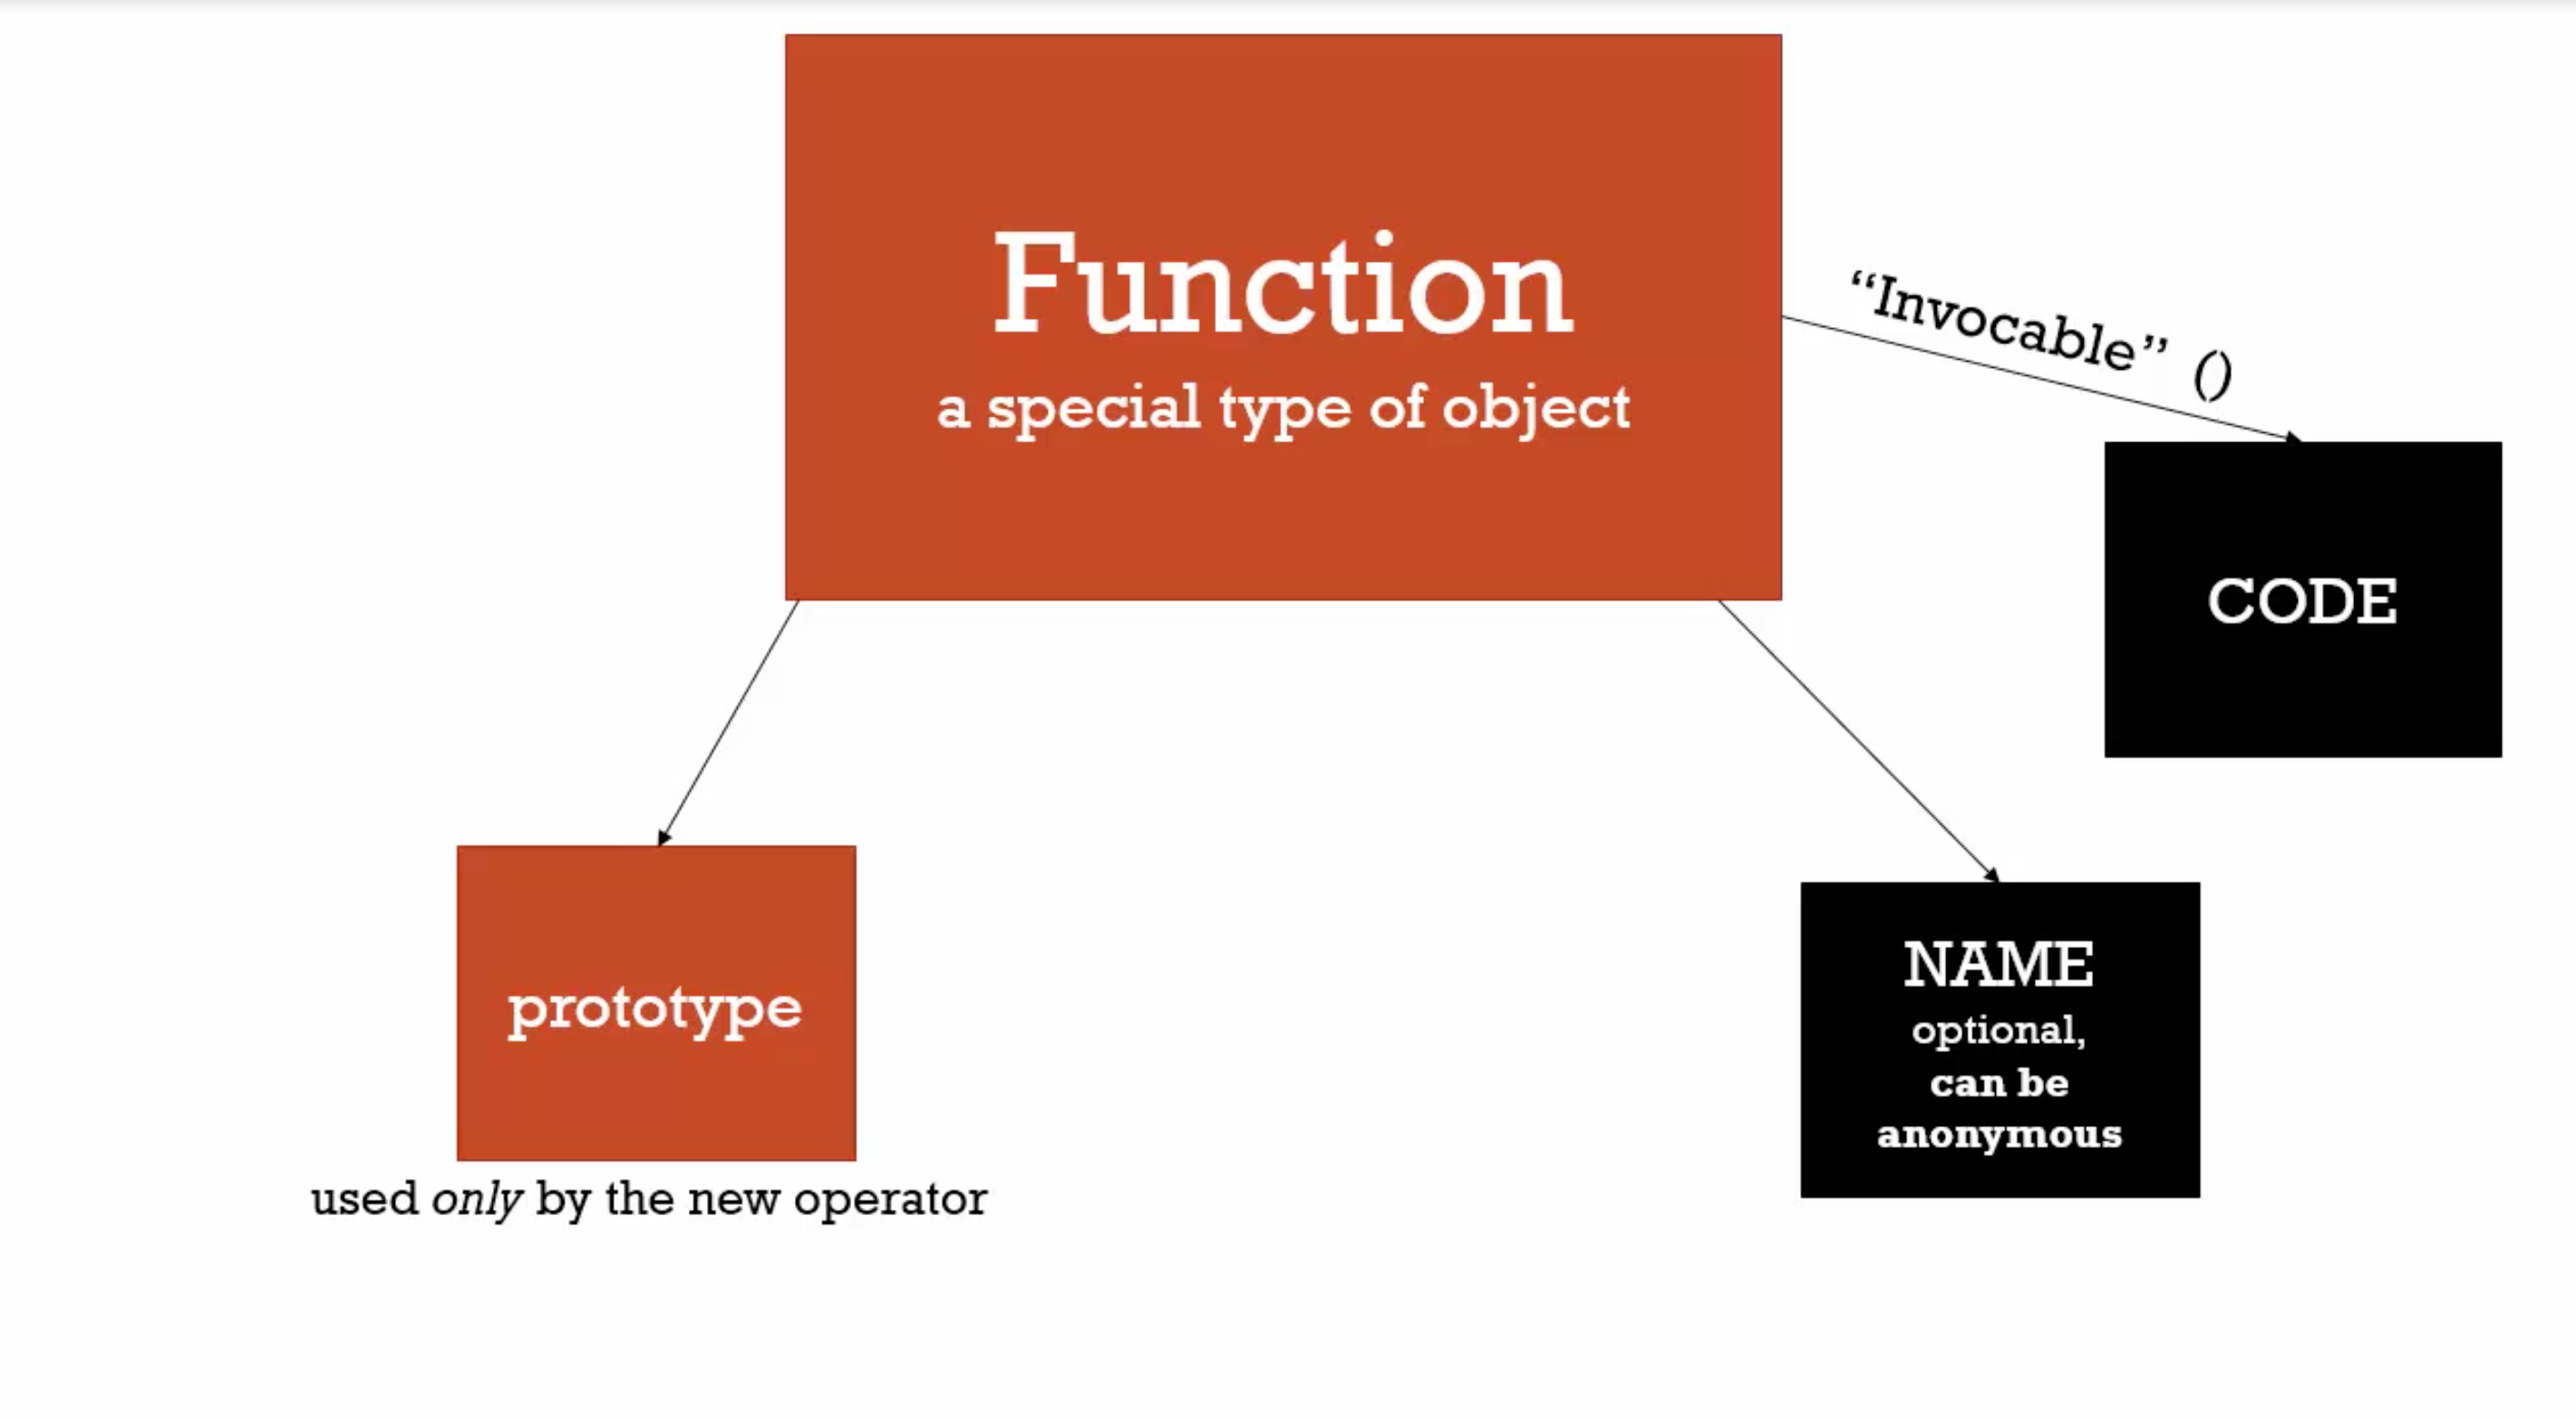 Function
a special type of object
“Invocable” ()
CODE
prototype
used only by the new operator
NAME
optional,
can be
anonymous